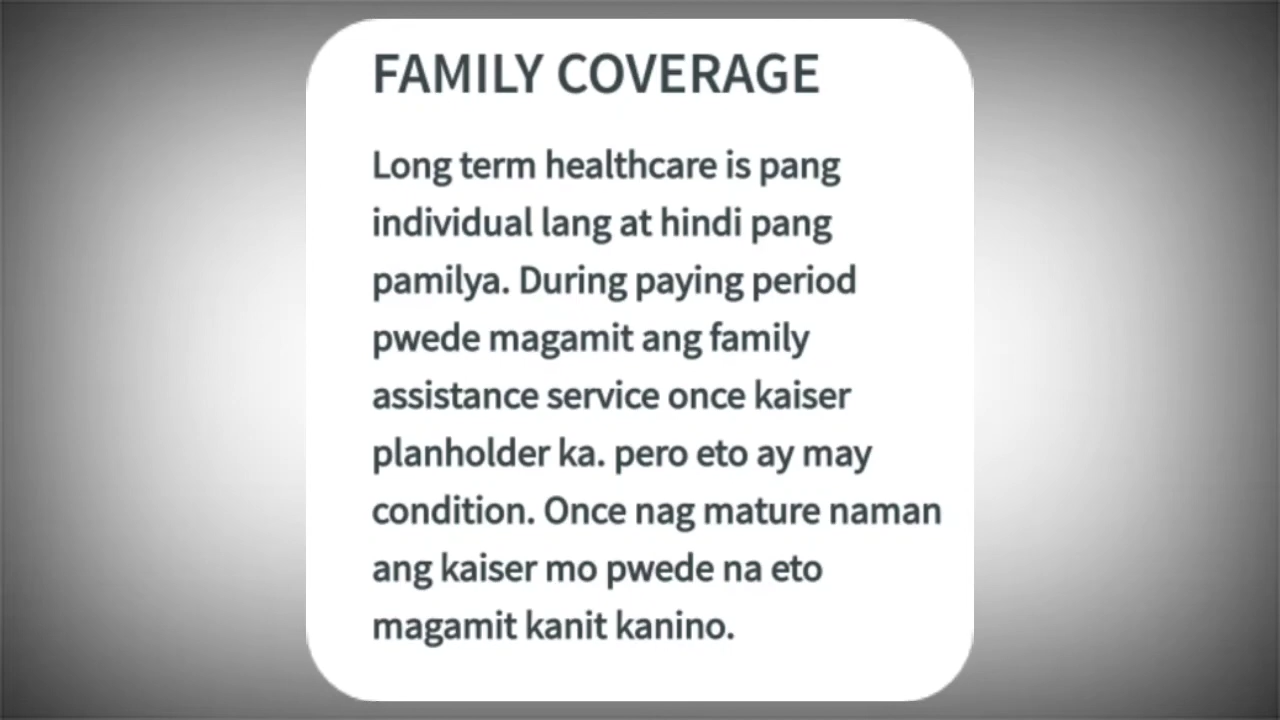 FAMILY COVERAGE
Long term healthcare is pang
individual lang at hindi pang
pamilya. During paying period
pwede magamit ang family
assistance service once kaiser
planholder ka. pero eto ay may
condition. Once nag mature naman
ang kaiser mo pwede na eto
magamit kanit kanino.